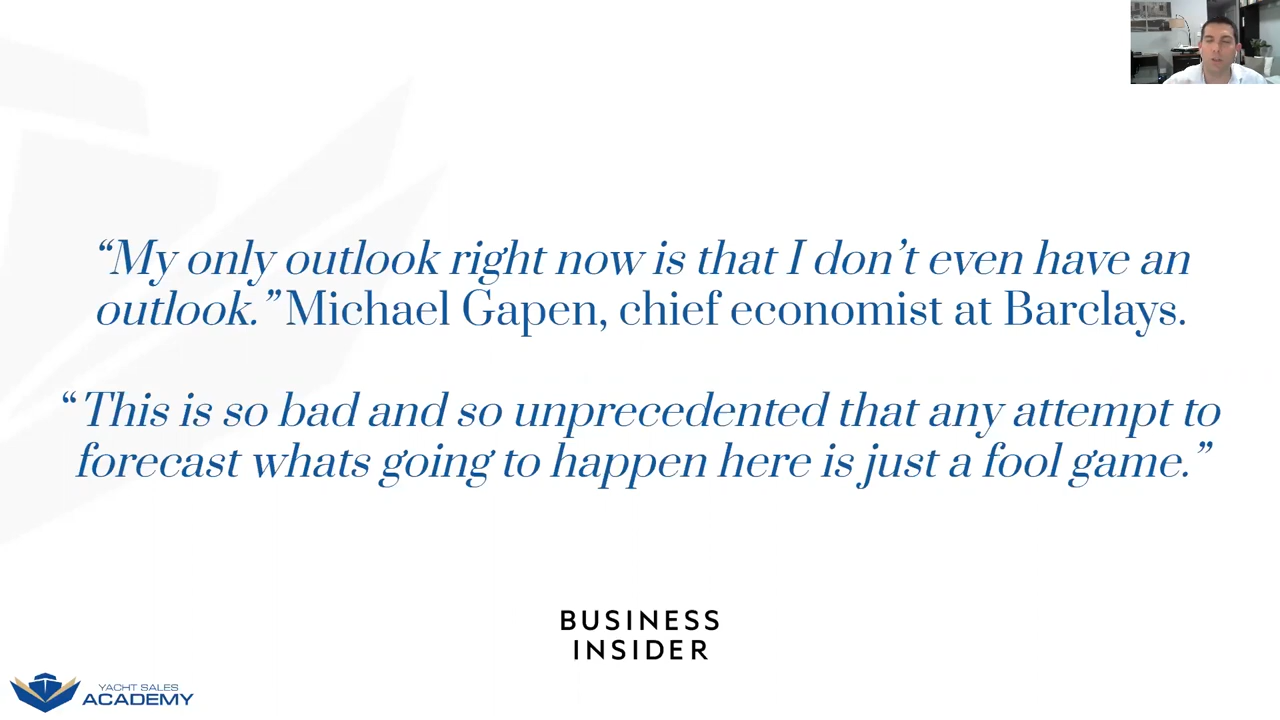 “My only outlook right now is that I don’t even have an
outlook.” Michael Gapen, chief economist at Barclays.
“This is so bad and so unprecedented that any attempt to
forecast whats going to happen here is just a fool game.”
BUSINESS
INSIDER
YACHT SALES
ACADEMY